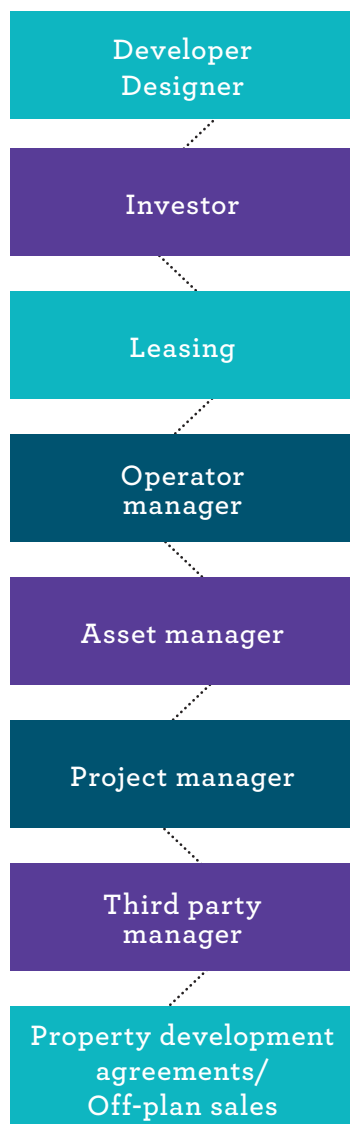 Developer
Designer
Investor
Leasing
Operator
manager
Asset manager
Project manager
Third party
manager
Property development
agreements/
Off-plan sales